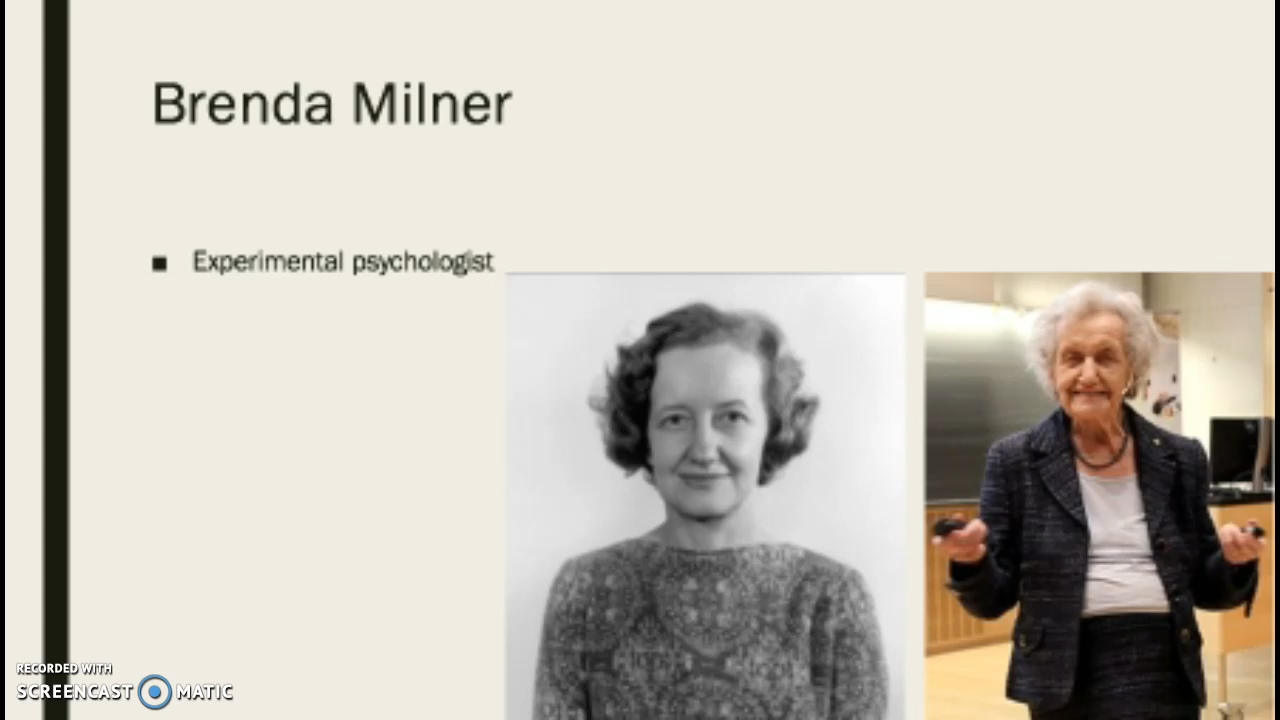 Brenda Milner
■ Experimental psychologist
RECORDED WITH
SCREENCAST MATIC